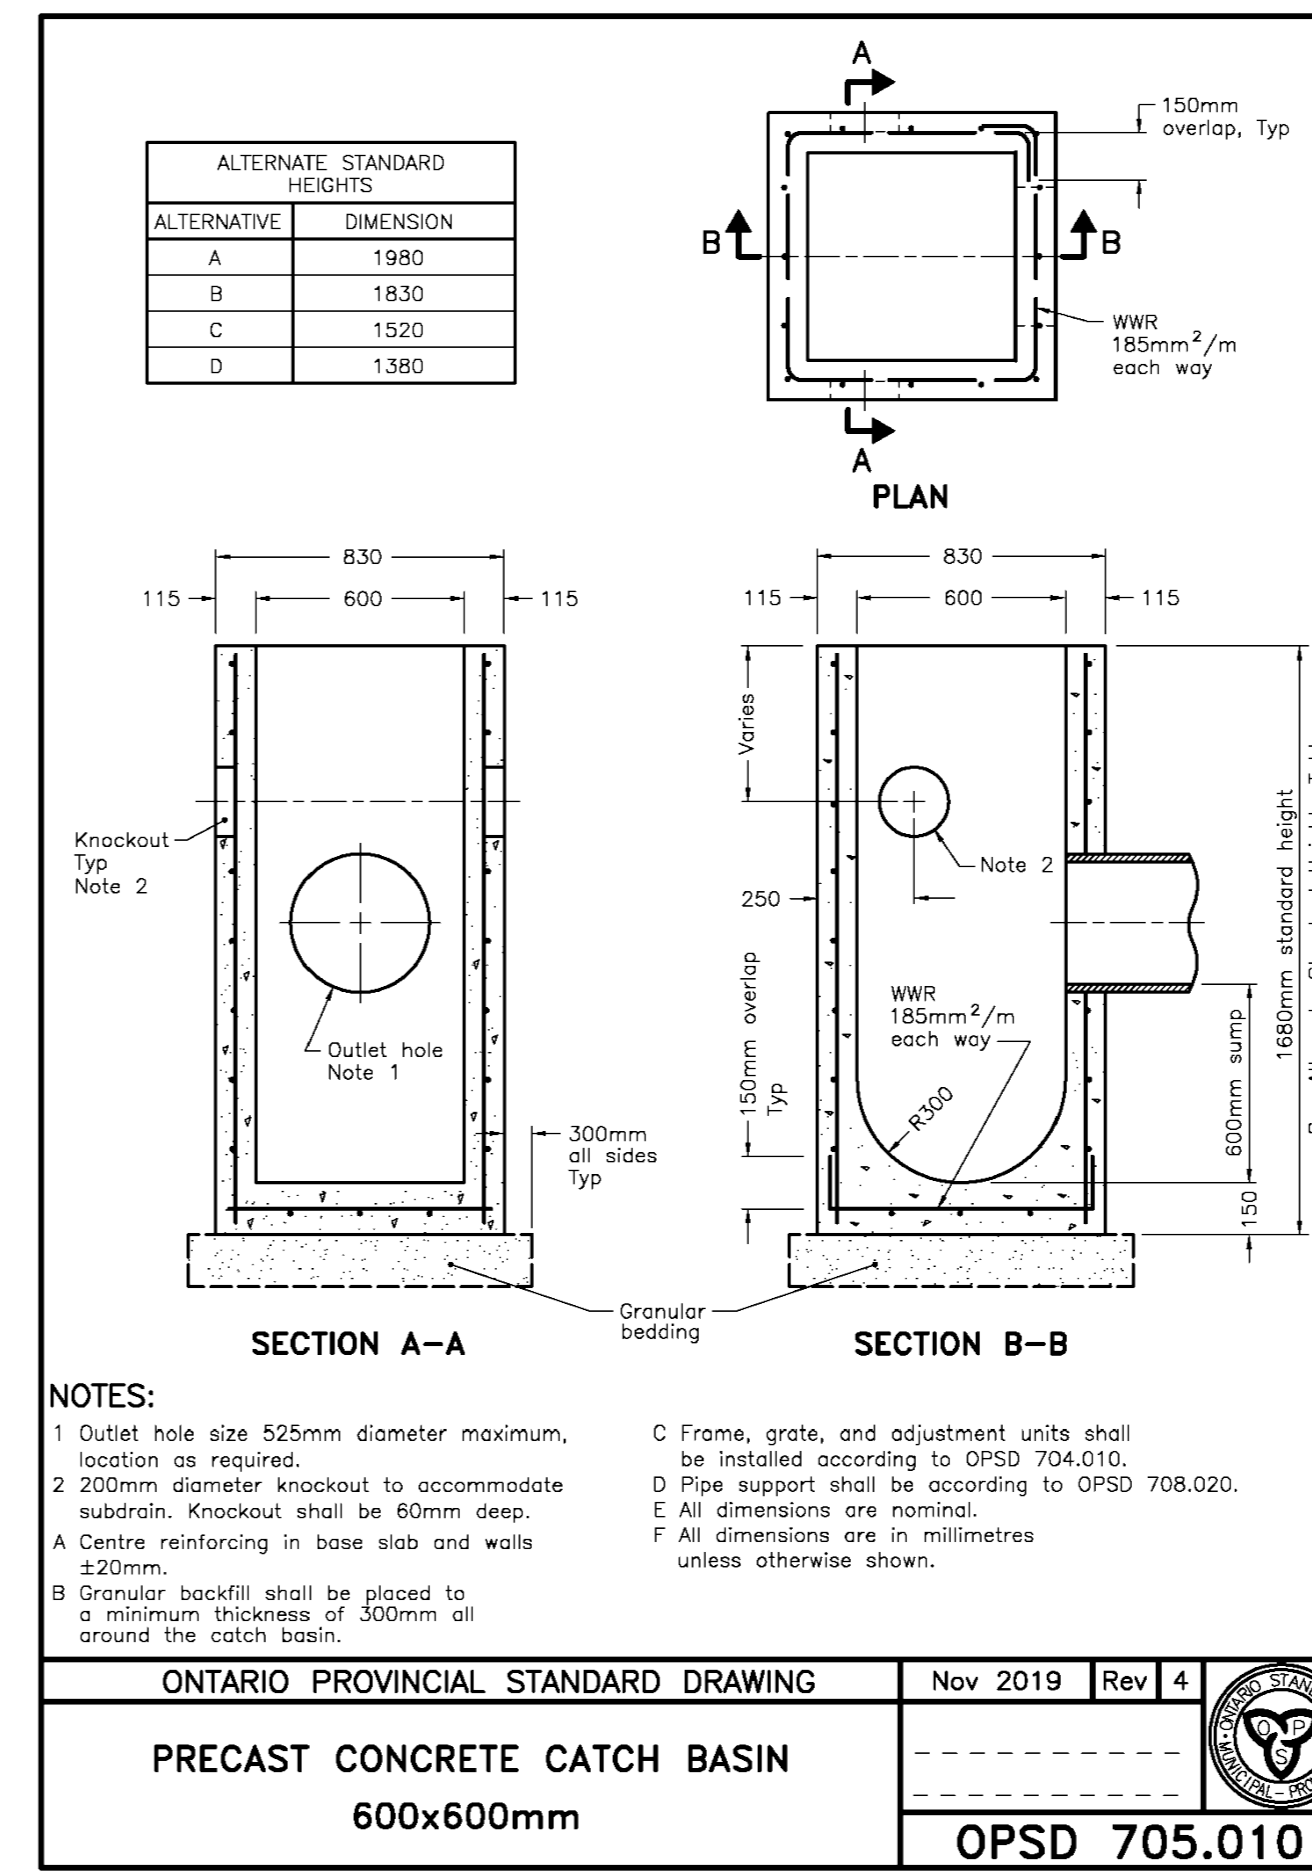 ALTERNATE STANDARD
HEIGHTS
ALTERNATIVE DIMENSION
A 1980
B 1830
C 1520
D 1380
A
150mm
overlap, Typ
B
B
WWR
185mm²/m
each way
A
PLAN
830
115 600 115
Knockout
Typ
Note 2
Outlet hole
Note 1
300mm
all sides
Typ
SECTION A-A
830
115 600 115
Varies
Note 2
250
150mm overlap
Typ
WWR
185mm²/m
each way
R300
600mm sump
150
1680mm standard height
Granular
bedding
SECTION B-B
NOTES:
1 Outlet hole size 525mm diameter maximum,
location as required.
2 200mm diameter knockout to accommodate
subdrain. Knockout shall be 60mm deep.
A Centre reinforcing in base slab and walls
±20mm.
B Granular backfill shall be placed to
a minimum thickness of 300mm all
around the catch basin.
C Frame, grate, and adjustment units shall
be installed according to OPSD 704.010.
D Pipe support shall be according to OPSD 708.020.
E All dimensions are nominal.
F All dimensions are in millimetres
unless otherwise shown.
ONTARIO PROVINCIAL STANDARD DRAWING
Nov 2019 Rev 4
PRECAST CONCRETE CATCH BASIN
600x600mm
ONTARIO
MUNICIPAL
O P S
OPSD 705.010